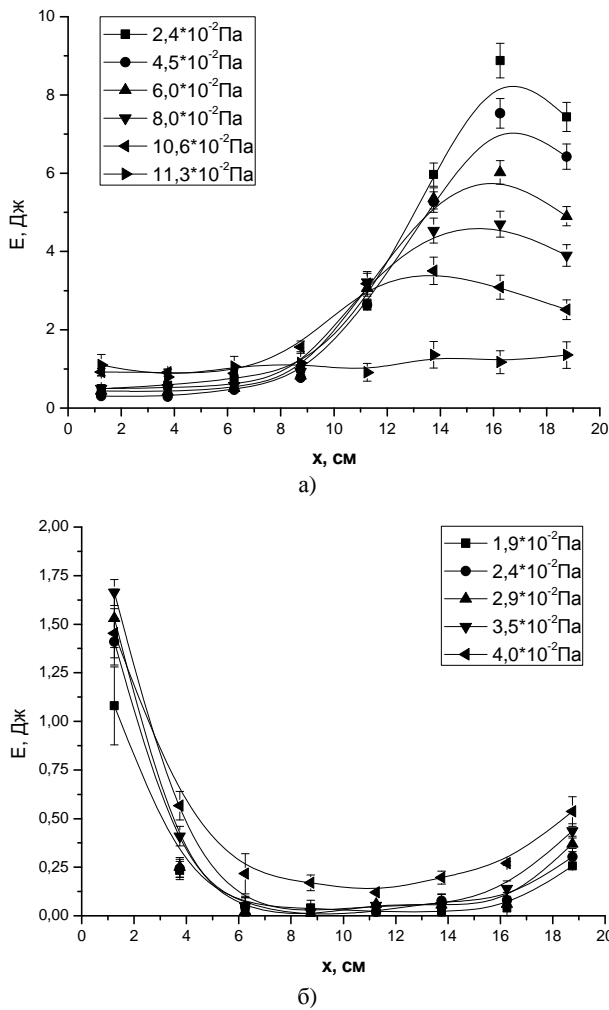 10
8
6
4
2
0
E, Дж
2,4*10⁻²Па
4,5*10⁻²Па
6,0*10⁻²Па
8,0*10⁻²Па
10,6*10⁻²Па
11,3*10⁻²Па
0 2 4 6 8 10 12 14 16 18 20
x, см
а)
2,00
1,75
1,50
1,25
1,00
0,75
0,50
0,25
0,00
E, Дж
1,9*10⁻²Па
2,4*10⁻²Па
2,9*10⁻²Па
3,5*10⁻²Па
4,0*10⁻²Па
0 2 4 6 8 10 12 14 16 18 20
x, см
б)